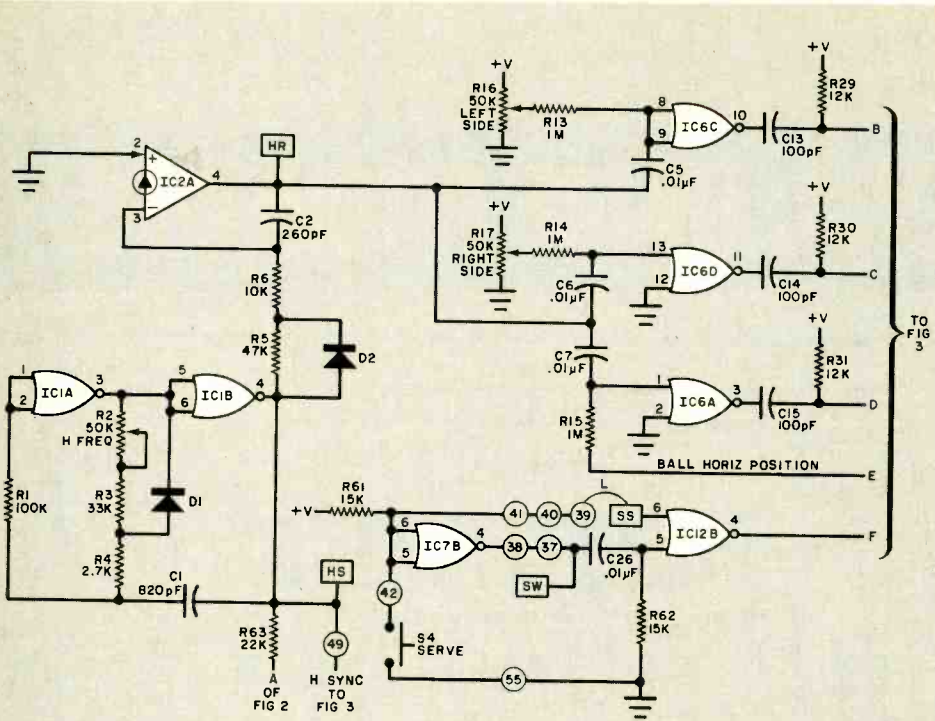 +V
R16
50K
LEFT
SIDE
R13
1M
8
9
IC6C
10
C5
.01µF
C13
100pF
+V
R29
12K
B
2
+
IC2A
4
3
−
HR
C2
260pF
R6
10K
R5
47K
D2
+V
R17
50K
RIGHT
SIDE
R14
1M
C6
.01µF
13
12
IC6D
11
C14
100pF
+V
R30
12K
C
C7
.01µF
R15
1M
1
2
IC6A
3
C15
100pF
+V
R31
12K
D
BALL HORIZ POSITION
E
TO
FIG
3
1
2
IC1A
3
R2
50K
H FREQ
5
6
IC1B
4
R1
100K
R3
33K
D1
R4
2.7K
C1
820pF
R63
22K
A
OF
FIG 2
HS
49
H SYNC
TO
FIG 3
+V
R61
15K
6
5
IC7B
4
41
40
39
L
SS
38
37
SW
C26
.01µF
6
5
IC12B
4
F
42
S4
SERVE
R62
15K
55